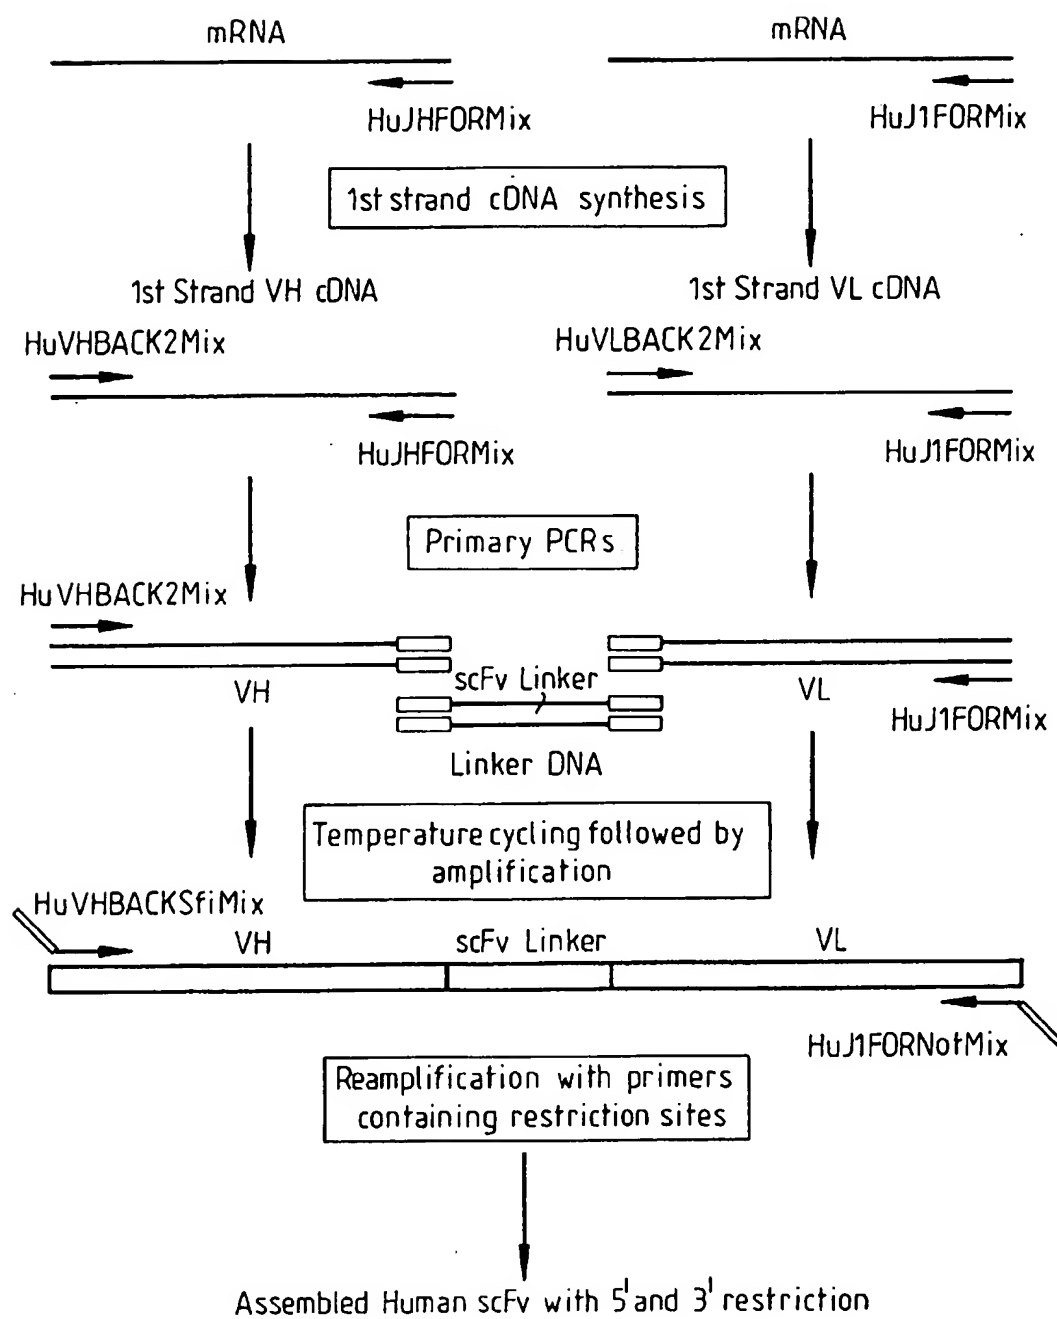 mRNA
mRNA
HuJHFORMix
HuJ1FORMix
1st strand cDNA synthesis
1st Strand VH cDNA
1st Strand VL cDNA
HuVHBACK2Mix
HuVLBACK2Mix
HuJHFORMix
HuJ1FORMix
Primary PCRs
HuVHBACK2Mix
VH
scFv Linker
VL
HuJ1FORMix
Linker DNA
Temperature cycling followed by
amplification
HuVHBACKSfiMix
VH
scFv Linker
VL
HuJ1FORNotMix
Reamplification with primers
containing restriction sites
Assembled Human scFv with 5' and 3' restriction